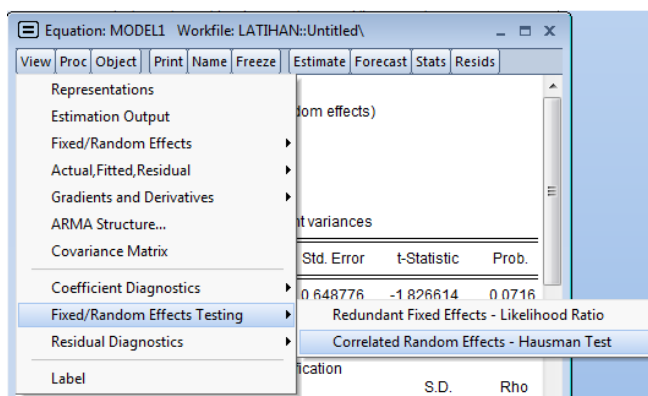 Equation: MODEL1 Workfile: LATIHAN::Untitled\
View Proc Object Print Name Freeze Estimate Forecast Stats Resids
Representations
Estimation Output
Fixed/Random Effects
Actual,Fitted,Residual
Gradients and Derivatives
ARMA Structure...
Covariance Matrix
Coefficient Diagnostics
Fixed/Random Effects Testing
Residual Diagnostics
Label
effects)
variances
Std. Error t-Statistic Prob.
0.648776 -1.826614 0.0716
Redundant Fixed Effects - Likelihood Ratio
Correlated Random Effects - Hausman Test
S.D. Rho